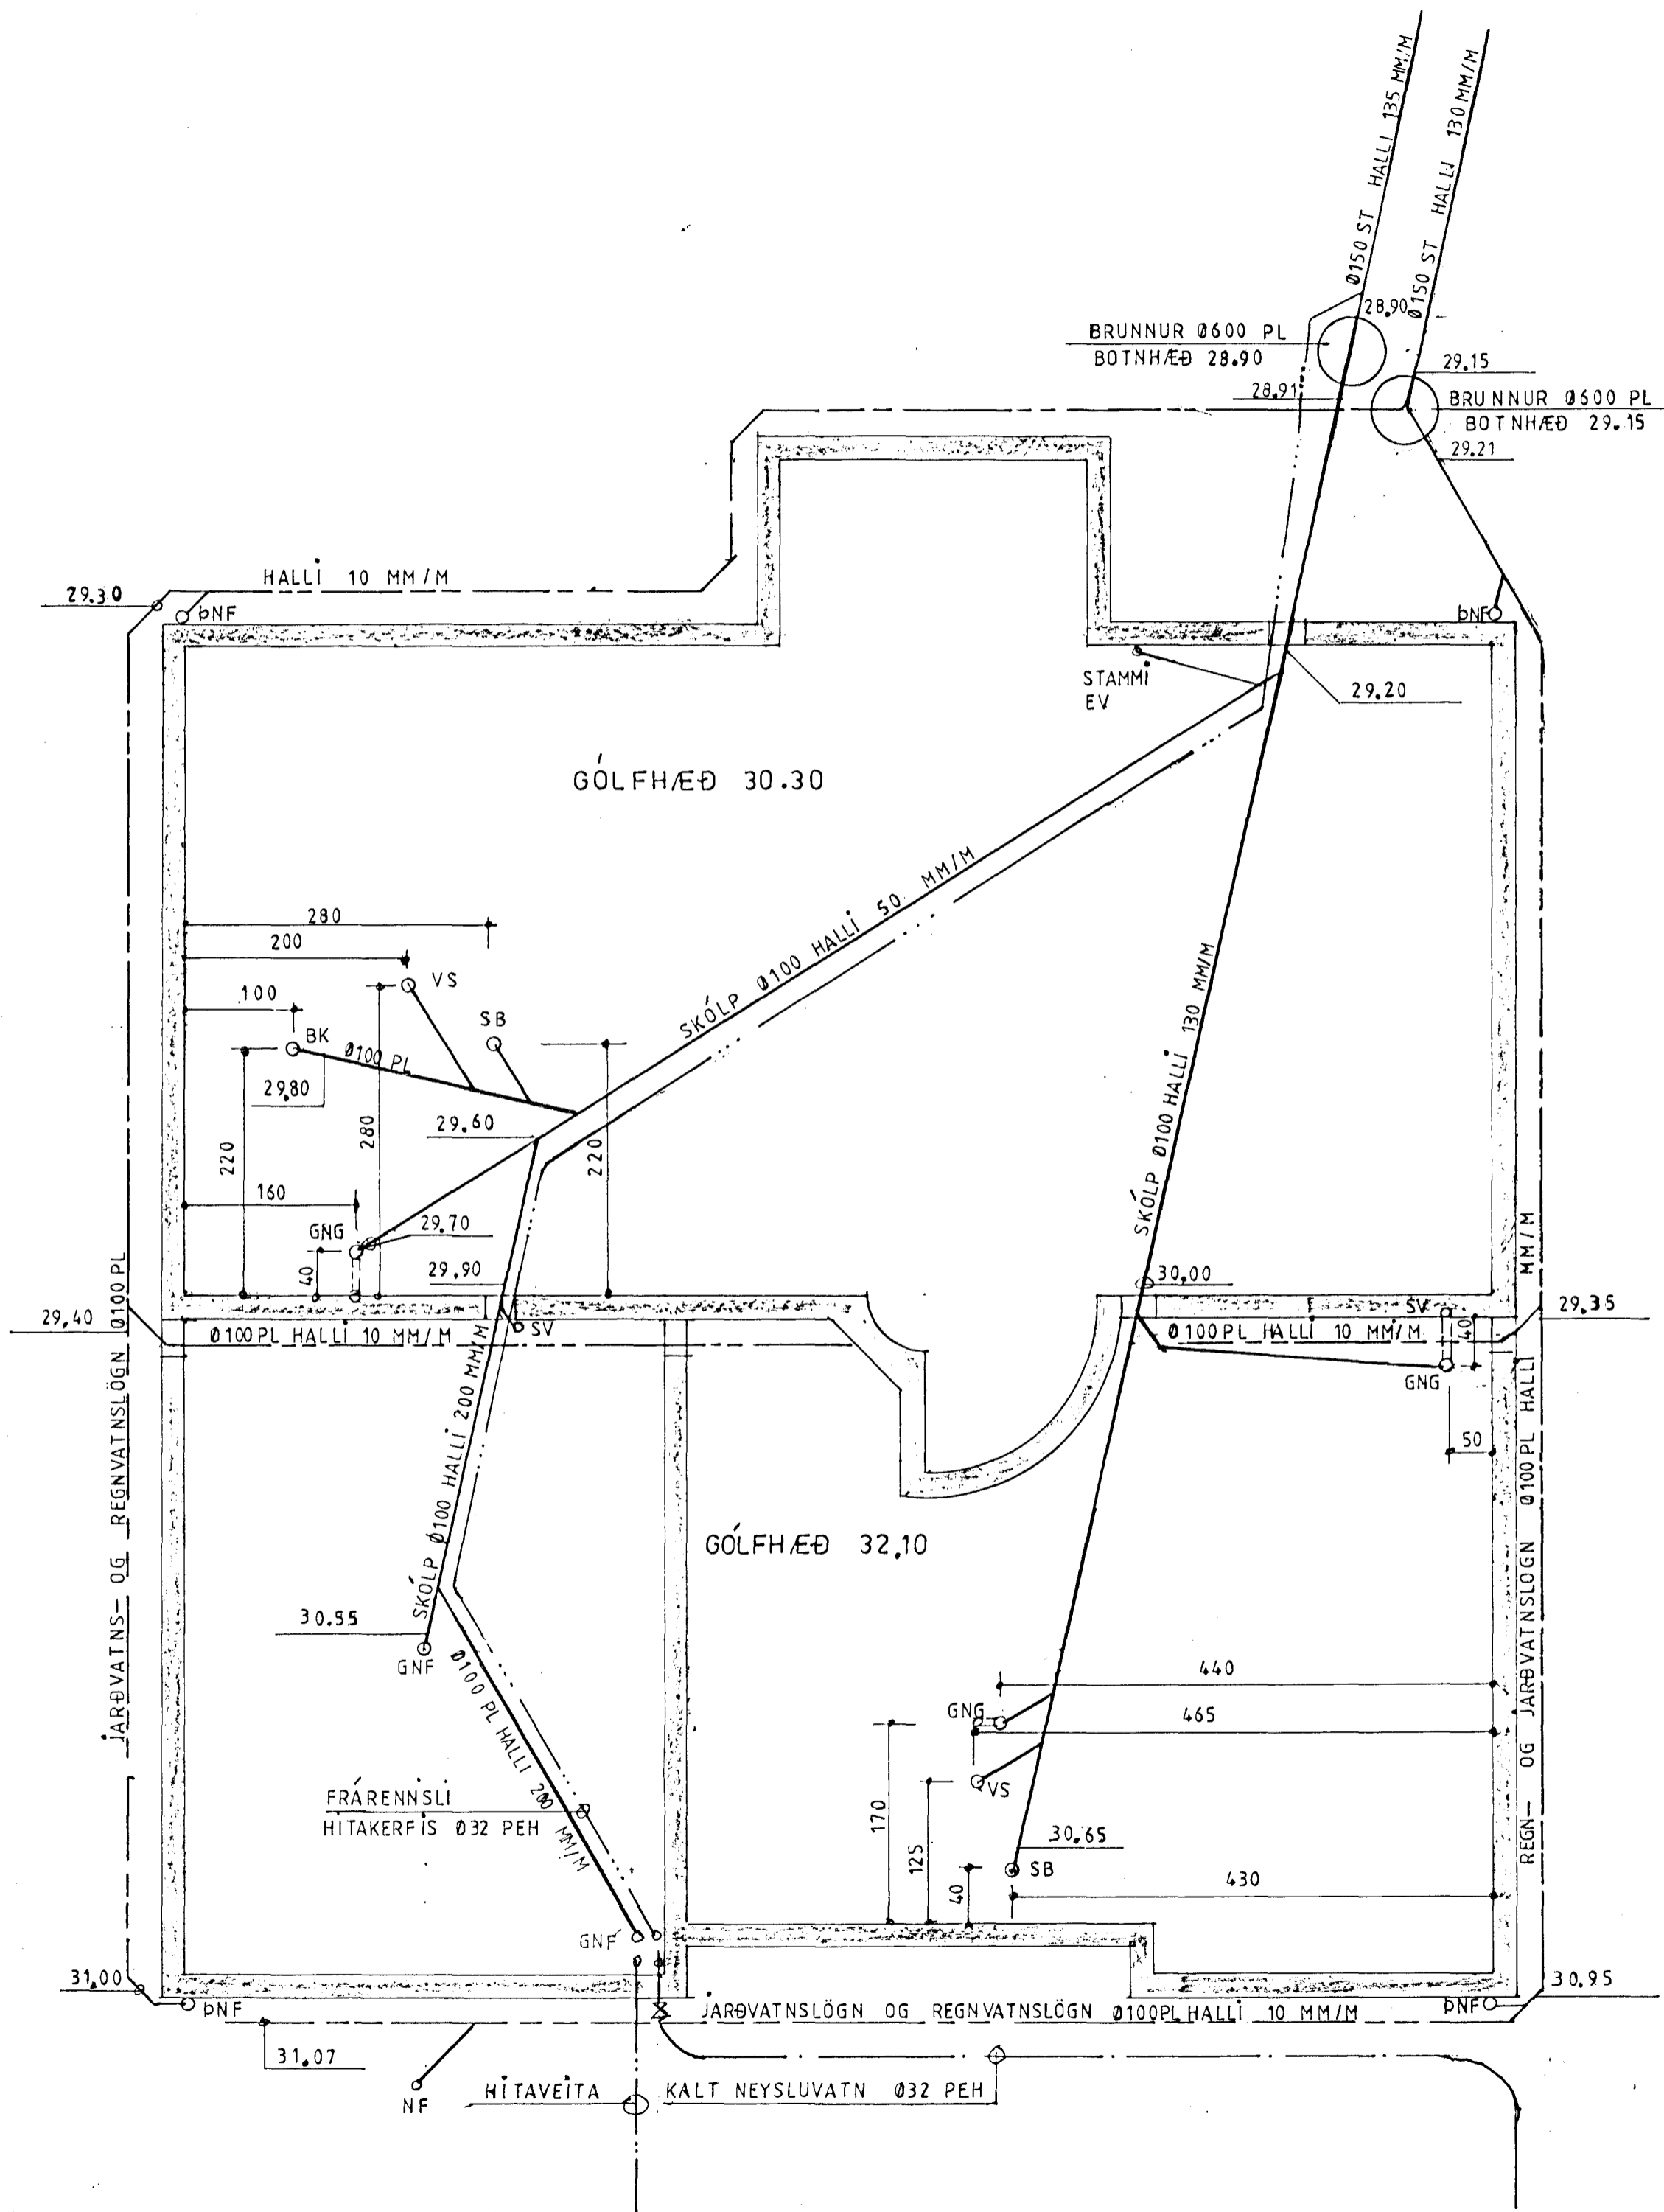 Ø150 ST HALLI 135 MM/M
Ø150 ST HALLI 130 MM/M
28.90
BRUNNUR Ø600 PL
BOTNHÆÐ 28.90
29.15
28.91
BRUNNUR Ø600 PL
BOTNHÆÐ 29.15
29.21
HALLI 10 MM/M
29.30
ÞNF
ÞNF
STAMMI
EV
29.20
GÓLFHÆÐ 30.30
SKÓLP Ø100 HALLI 50 MM/M
280
200
VS
100
SB
BK
Ø100 PL
29.80
SKÓLP Ø100 HALLI 130 MM/M
29.60
220
280
220
160
GNG
29.70
40
29.90
30.00
29.40
SV
SV
29.35
Ø100 PL HALLI 10 MM/M
Ø100 PL HALLI 10 MM/M
40
GNG
50
JARÐVATNS- OG REGNVATNSLÖGN Ø100 PL
REGN- OG JARÐVATNSLÖGN Ø100 PL HALLI MM/M
SKÓLP Ø100 HALLI 200 MM/M
GÓLFHÆÐ 32.10
30.55
GNF
Ø100 PL HALLI 200 MM/M
440
GNG
465
170
VS
FRÁRENNSLI
HITAKERFIS Ø32 PEH
125
30.65
SB
40
430
GNF
31.00
30.95
ÞNF
JARÐVATNSLÖGN OG REGNVATNSLÖGN Ø100PL HALLI 10 MM/M
ÞNF
31.07
NF
HITAVEITA
KALT NEYSLUVATN Ø32 PEH